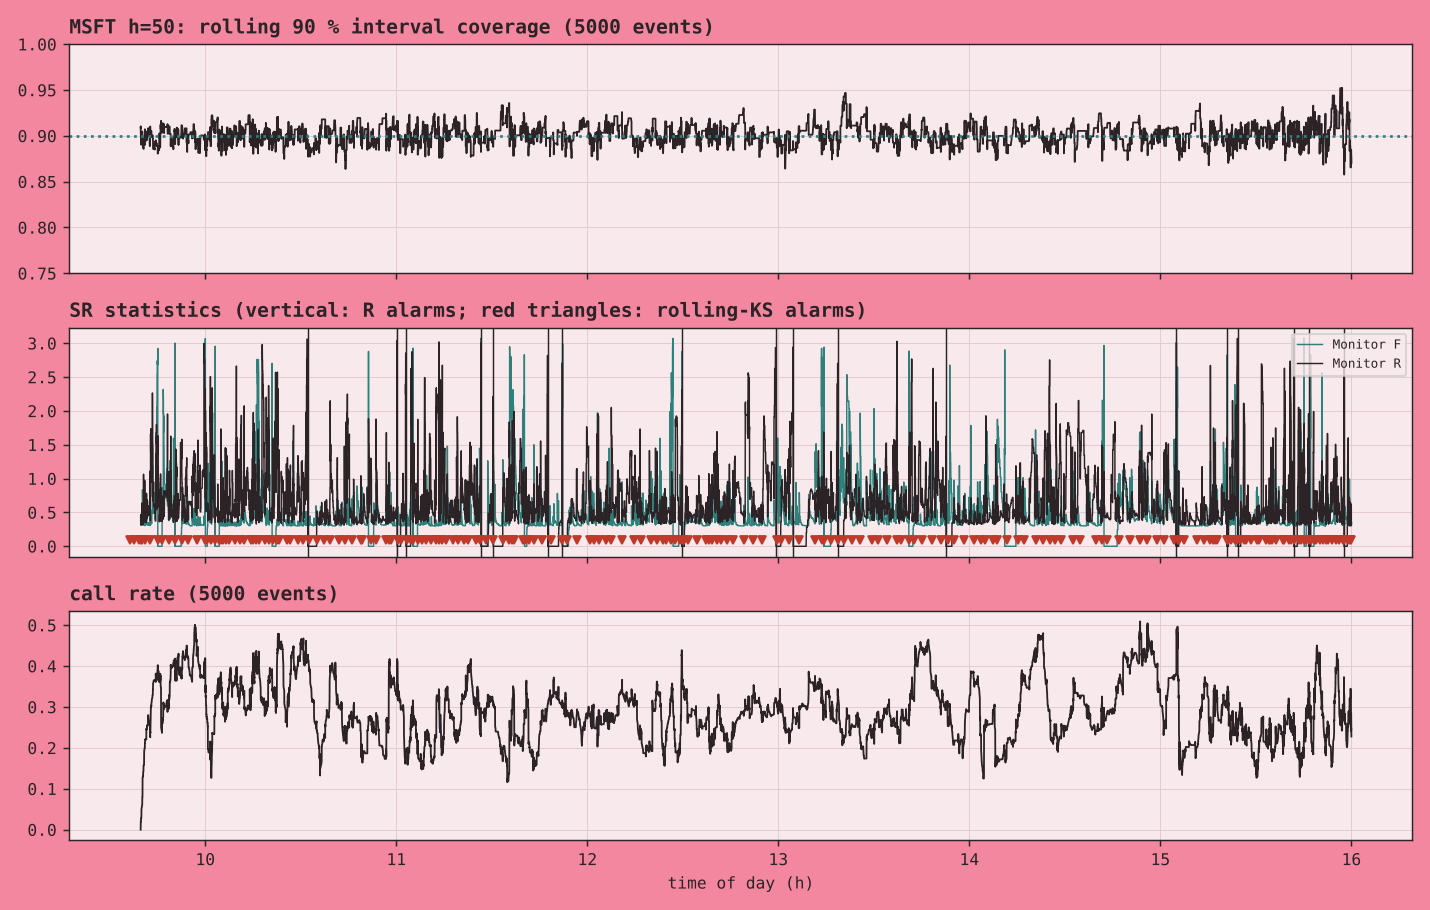 MSFT h=50: rolling 90 % interval coverage (5000 events)
1.00
0.95
0.90
0.85
0.80
0.75
SR statistics (vertical: R alarms; red triangles: rolling-KS alarms)
3.0
2.5
2.0
1.5
1.0
0.5
0.0
Monitor F
Monitor R
call rate (5000 events)
0.5
0.4
0.3
0.2
0.1
0.0
10 11 12 13 14 15 16
time of day (h)